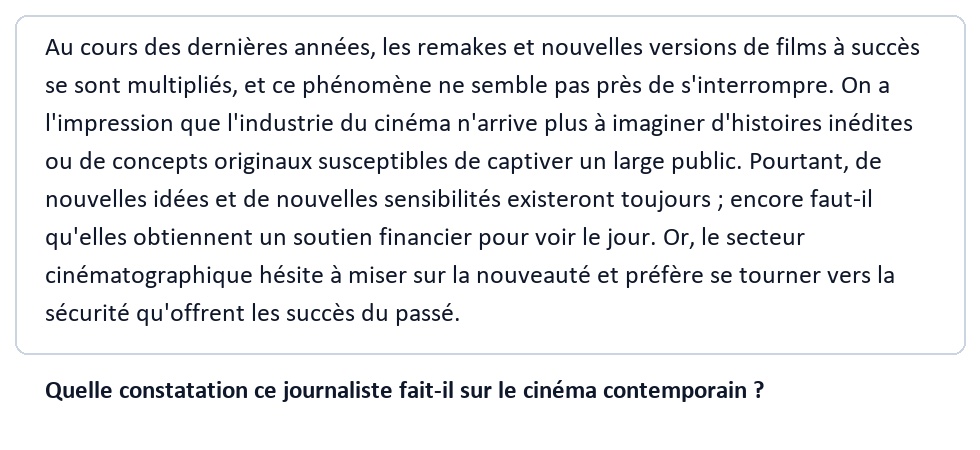 Au cours des dernières années, les remakes et nouvelles versions de films à succès
se sont multipliés, et ce phénomène ne semble pas près de s'interrompre. On a
l'impression que l'industrie du cinéma n'arrive plus à imaginer d'histoires inédites
ou de concepts originaux susceptibles de captiver un large public. Pourtant, de
nouvelles idées et de nouvelles sensibilités existeront toujours ; encore faut-il
qu'elles obtiennent un soutien financier pour voir le jour. Or, le secteur
cinématographique hésite à miser sur la nouveauté et préfère se tourner vers la
sécurité qu'offrent les succès du passé.
Quelle constatation ce journaliste fait-il sur le cinéma contemporain ?